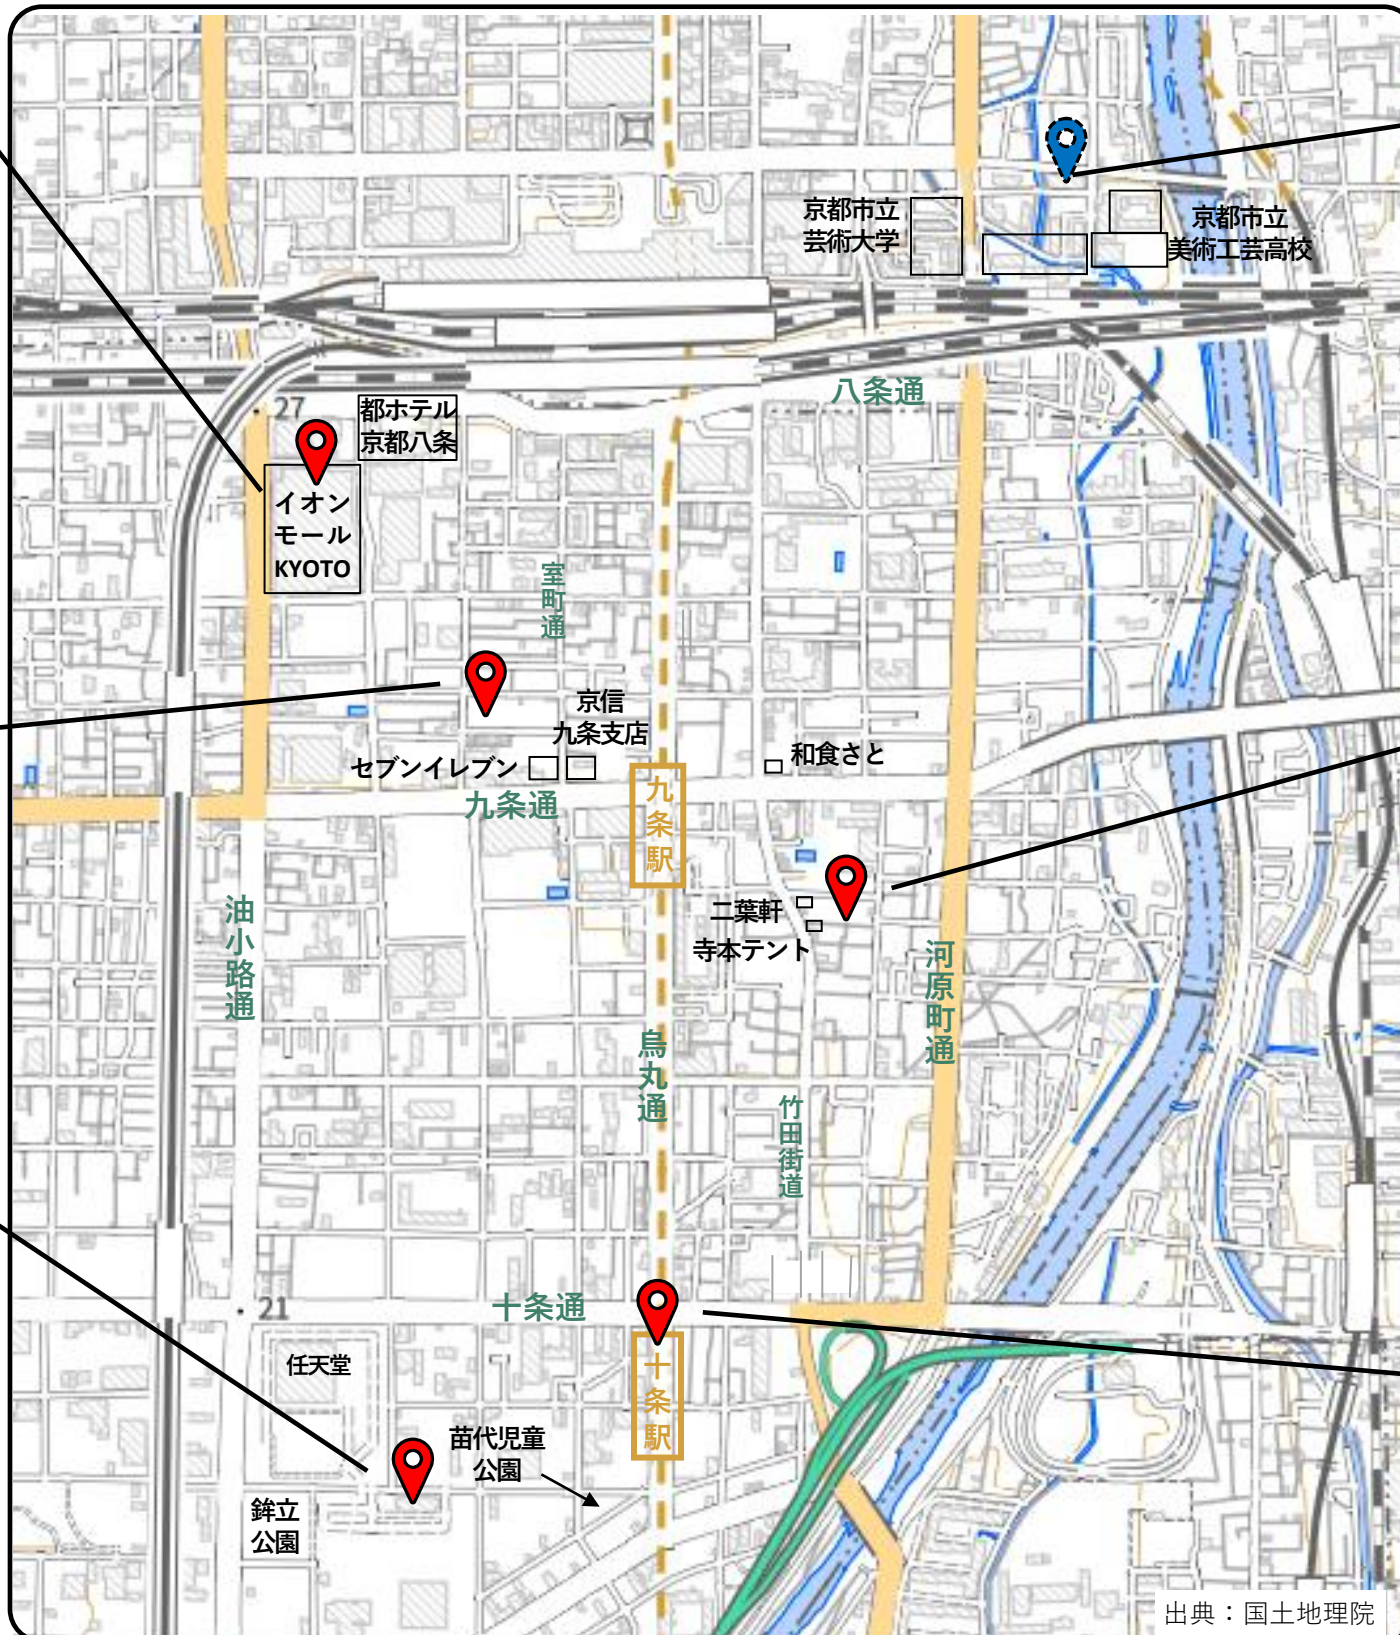 京都市立
芸術大学
京都市立
美術工芸高校
八条通
27
都ホテル
京都八条
イオン
モール
KYOTO
室町通
京信
九条支店
セブンイレブン
和食さと
九条通
九条駅
二葉軒
寺本テント
油小路通
河原町通
烏丸通
竹田街道
21
十条通
任天堂
十条駅
苗代児童
公園
鉾立
公園
出典：国土地理院